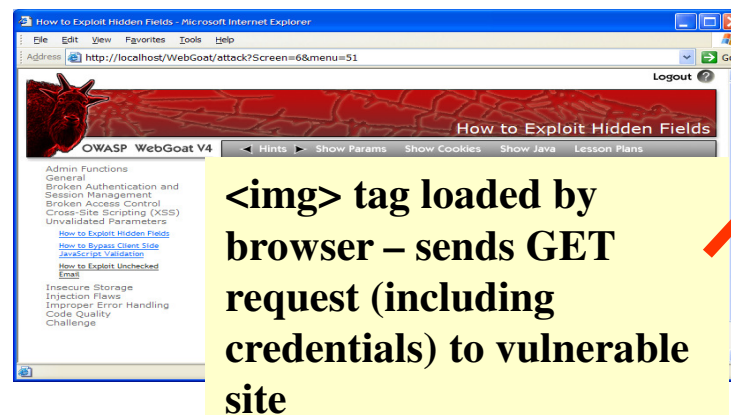 How to Exploit Hidden Fields - Microsoft Internet Explorer
File Edit View Favorites Tools Help
Address http://localhost/WebGoat/attack?Screen=6&menu=51
Logout ?
How to Exploit Hidden Fields
OWASP WebGoat V4 Hints Show Params Show Cookies Show Java Lesson Plans
Admin Functions
General
Broken Authentication and
Session Management
Broken Access Control
Cross-Site Scripting (XSS)
Unvalidated Parameters
How to Exploit Hidden Fields
How to Bypass Client Side
JavaScript Validation
How to Exploit Unchecked
Email
Insecure Storage
Injection Flaws
Improper Error Handling
Code Quality
Challenge
<img> tag loaded by
browser – sends GET
request (including
credentials) to vulnerable
site